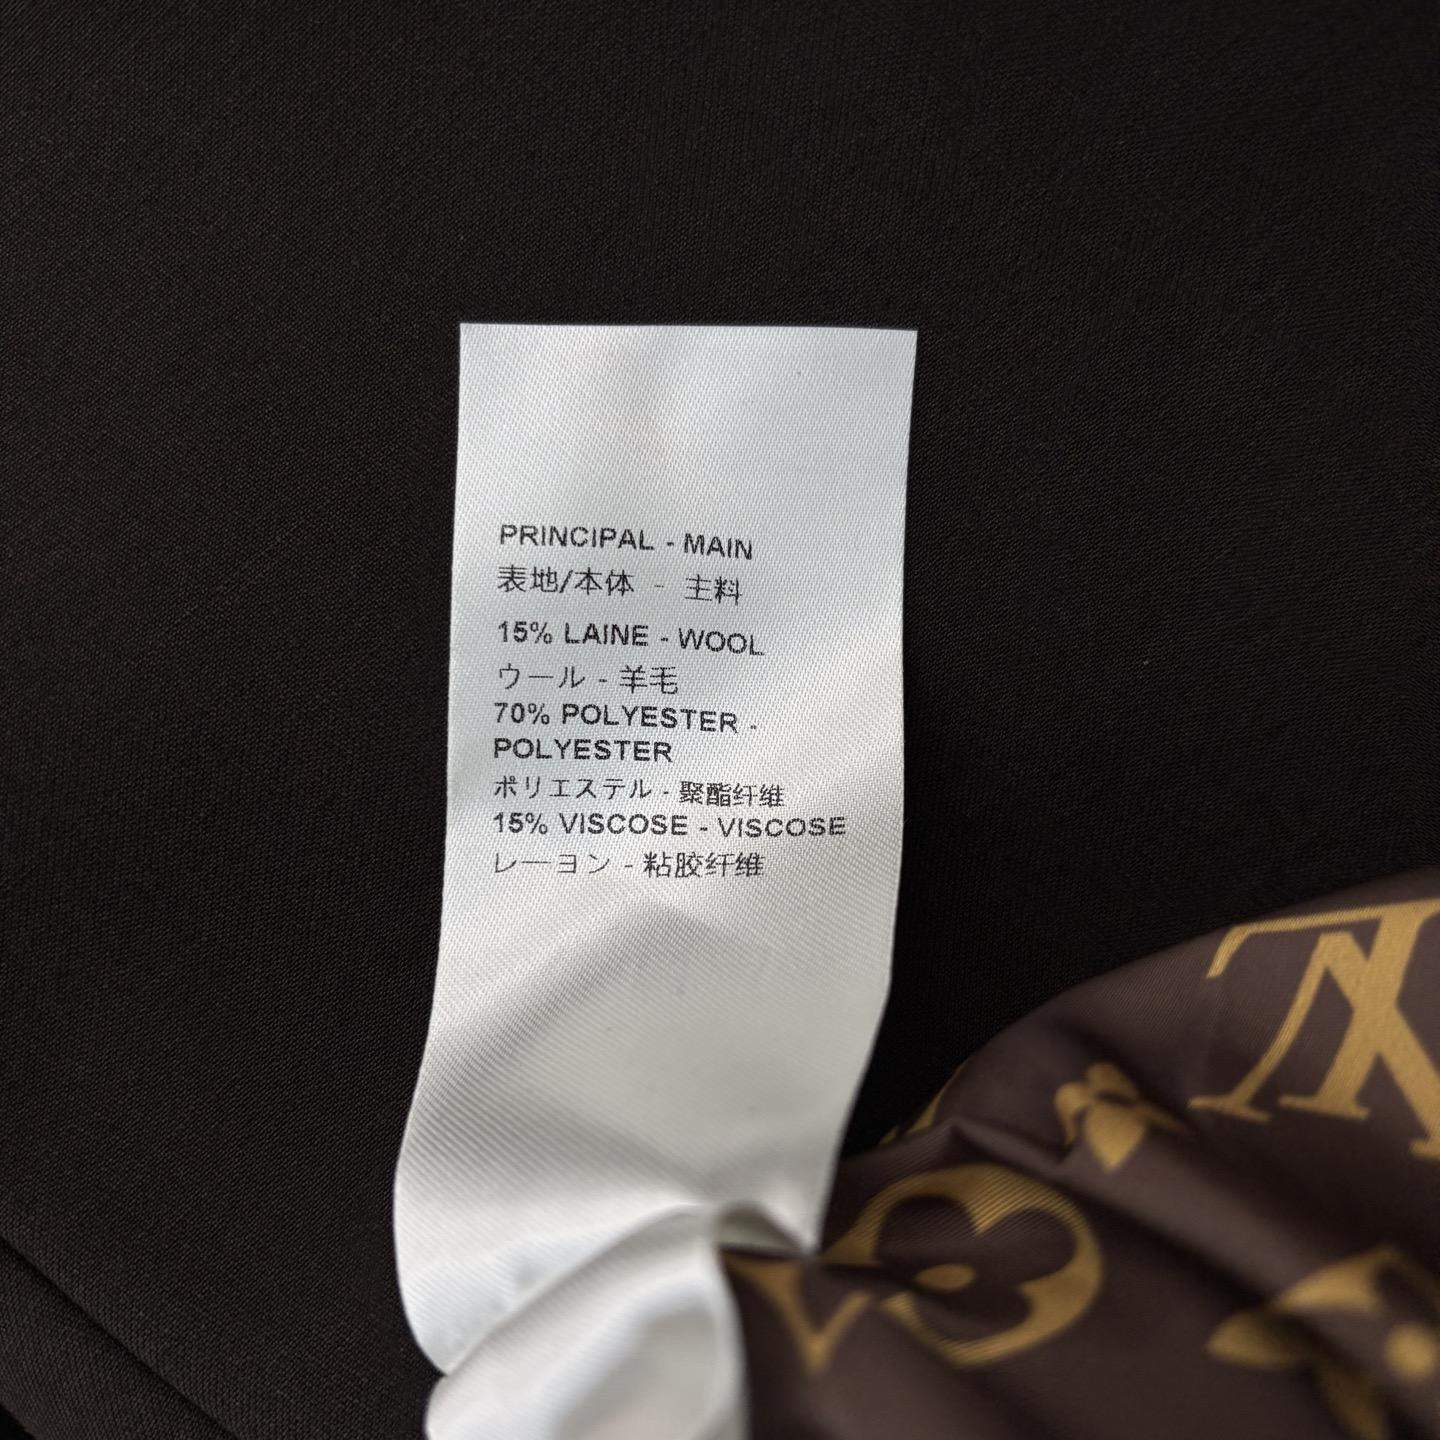 PRINCIPAL - MAIN
表地/本体 - 主料
15% LAINE - WOOL
ウール - 羊毛
70% POLYESTER -
POLYESTER
ポリエステル - 聚酯纤维
15% VISCOSE - VISCOSE
レーヨン - 粘胶纤维